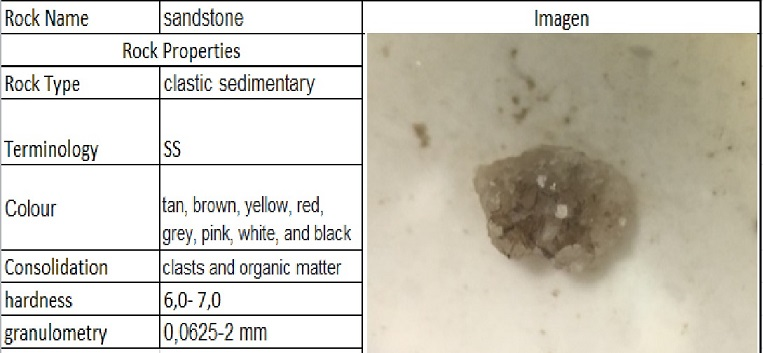 Rock Name sandstone Imagen
Rock Properties
Rock Type clastic sedimentary
Terminology SS
Colour tan, brown, yellow, red,
grey, pink, white, and black
Consolidation clasts and organic matter
hardness 6,0- 7,0
granulometry 0,0625-2 mm